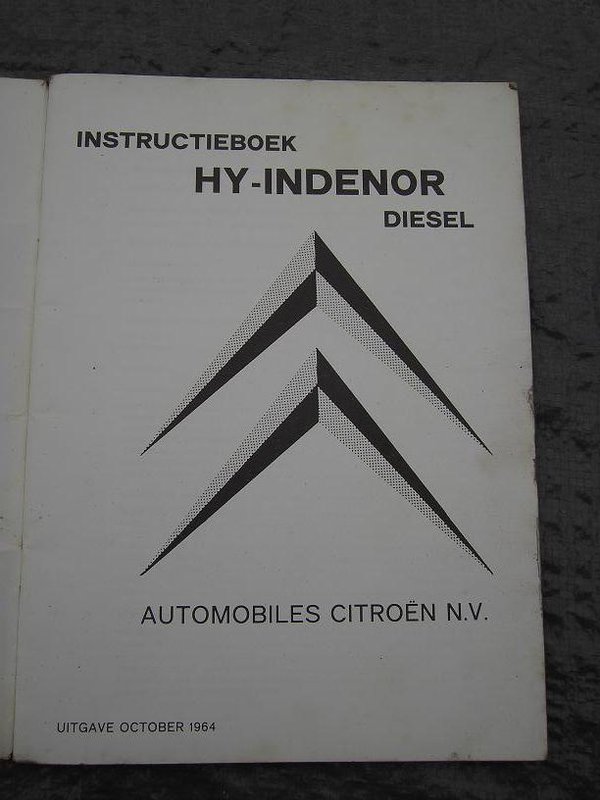 INSTRUCTIEBOEK
HY-INDENOR
DIESEL
AUTOMOBILES CITROËN N.V.
UITGAVE OCTOBER 1964